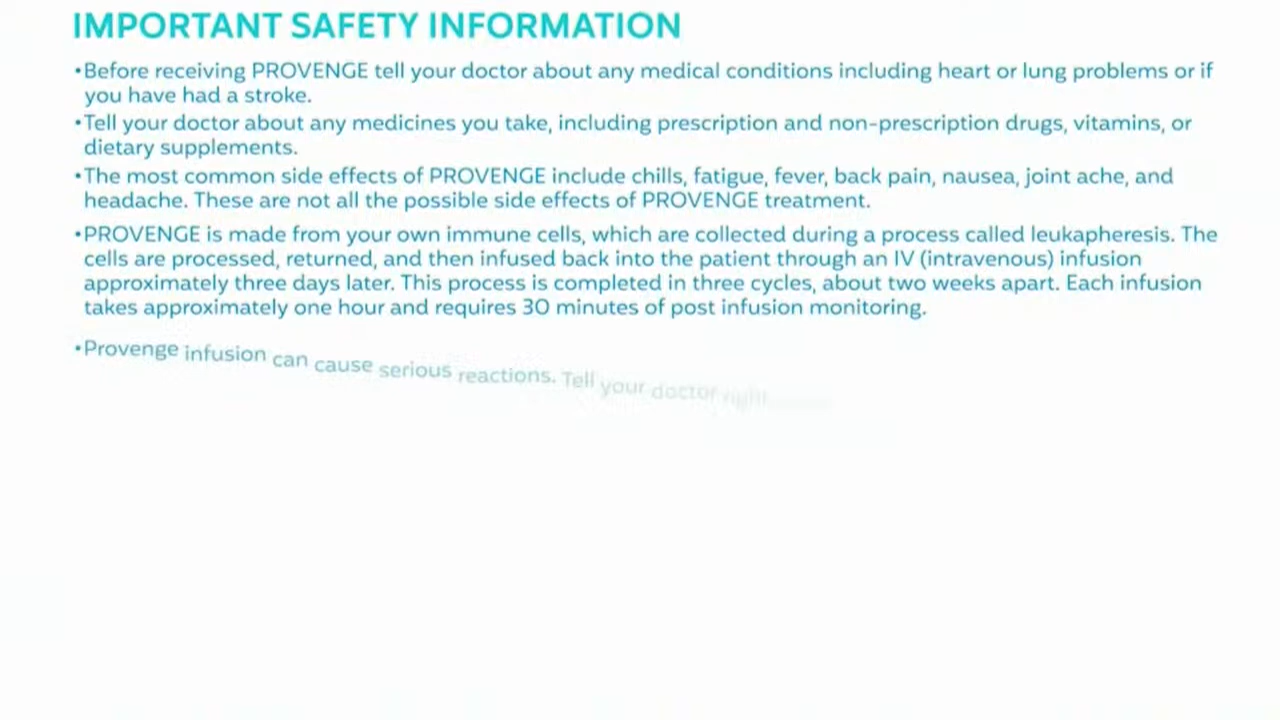 IMPORTANT SAFETY INFORMATION
•Before receiving PROVENGE tell your doctor about any medical conditions including heart or lung problems or if
you have had a stroke.
•Tell your doctor about any medicines you take, including prescription and non-prescription drugs, vitamins, or
dietary supplements.
•The most common side effects of PROVENGE include chills, fatigue, fever, back pain, nausea, joint ache, and
headache. These are not all the possible side effects of PROVENGE treatment.
•PROVENGE is made from your own immune cells, which are collected during a process called leukapheresis. The
cells are processed, returned, and then infused back into the patient through an IV (intravenous) infusion
approximately three days later. This process is completed in three cycles, about two weeks apart. Each infusion
takes approximately one hour and requires 30 minutes of post infusion monitoring.
•Provenge infusion can cause serious reactions. Tell your doctor right